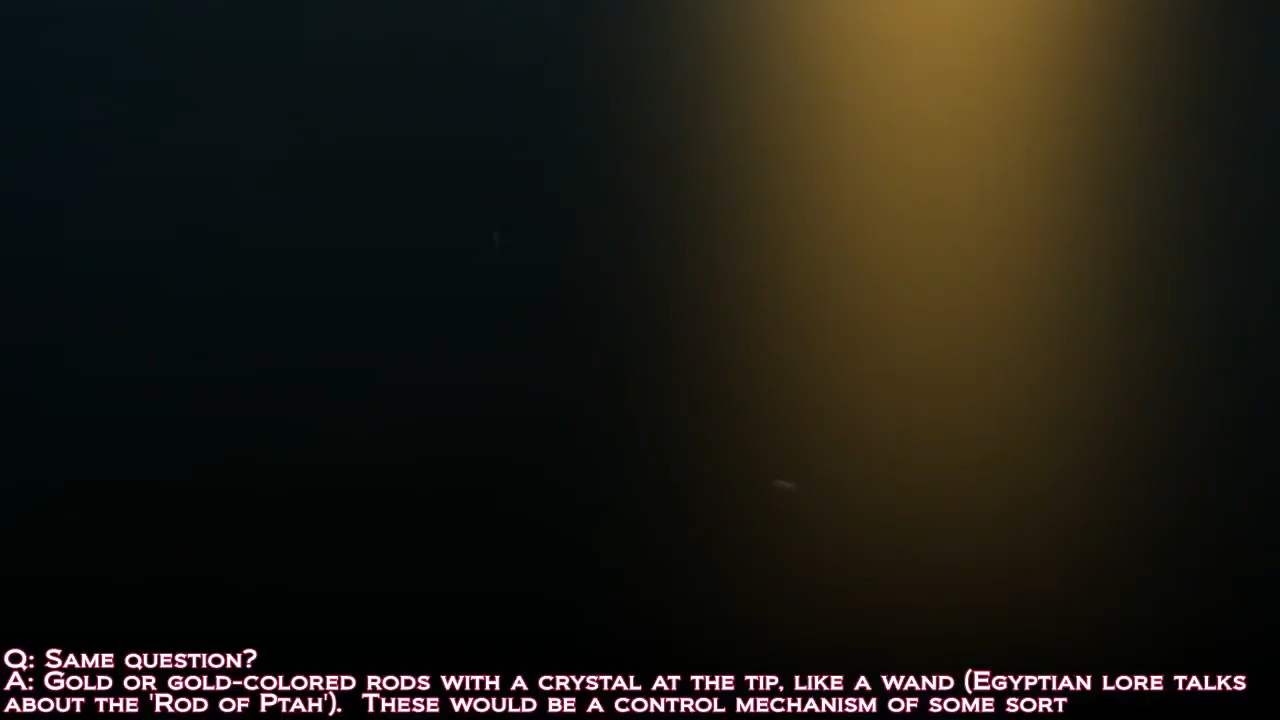 Q: Same question?
A: Gold or gold-colored rods with a crystal at the tip, like a wand (Egyptian lore talks
about the 'Rod of Ptah').  These would be a control mechanism of some sort